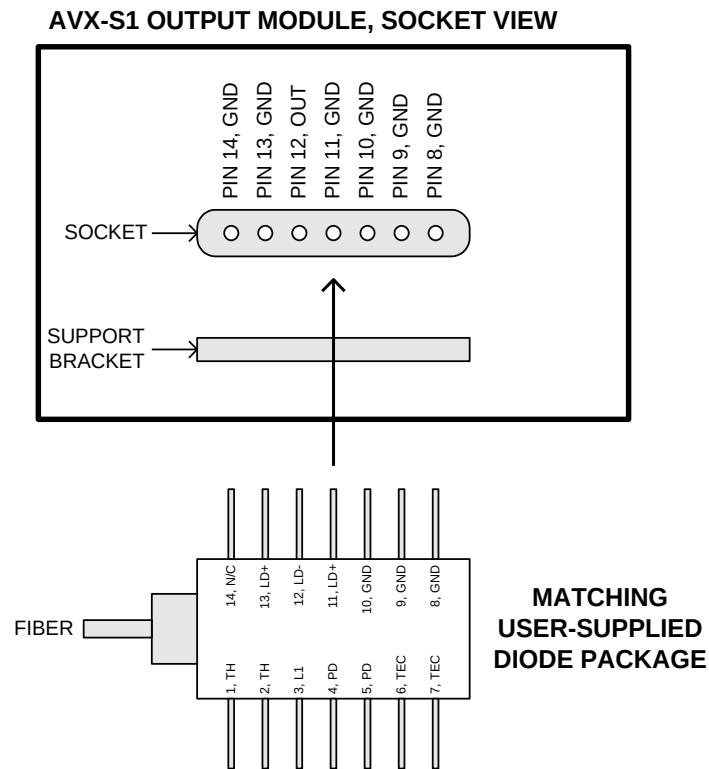 AVX-S1 OUTPUT MODULE, SOCKET VIEW
PIN 14, GND
PIN 13, GND
PIN 12, OUT
PIN 11, GND
PIN 10, GND
PIN 9, GND
PIN 8, GND
SOCKET
SUPPORT
BRACKET
14, N/C
13, LD+
12, LD-
11, LD+
10, GND
9, GND
8, GND
FIBER
1, TH
2, TH
3, L1
4, PD
5, PD
6, TEC
7, TEC
MATCHING
USER-SUPPLIED
DIODE PACKAGE